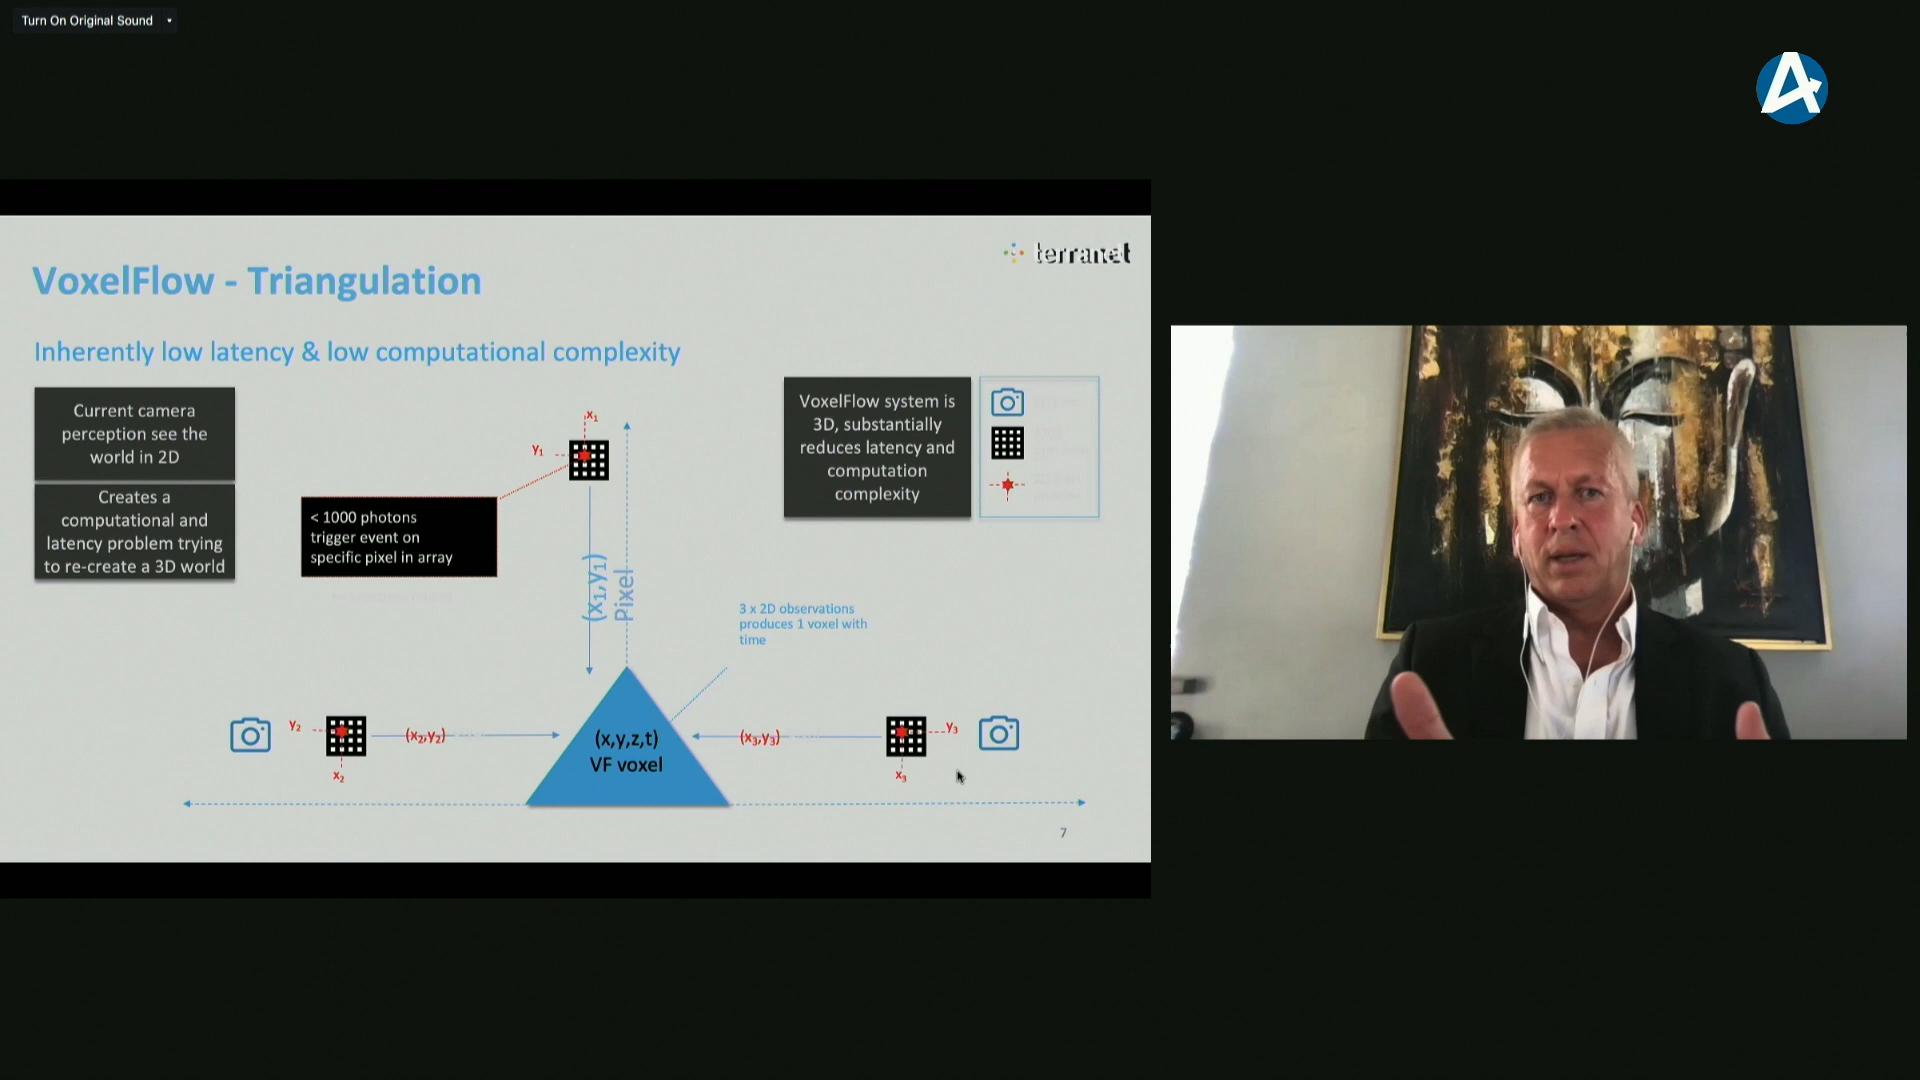 Turn On Original Sound
terranet
VoxelFlow - Triangulation
Inherently low latency & low computational complexity
Current camera
perception see the
world in 2D
Creates a
computational and
latency problem trying
to re-create a 3D world
< 1000 photons
trigger event on
specific pixel in array
x₁
y₁
(x₁,y₁)
Pixel
VoxelFlow system is
3D, substantially
reduces latency and
computation
complexity
3 x 2D observations
produces 1 voxel with
time
y₂
x₂
(x₂,y₂)
(x,y,z,t)
VF voxel
(x₃,y₃)
y₃
x₃
7